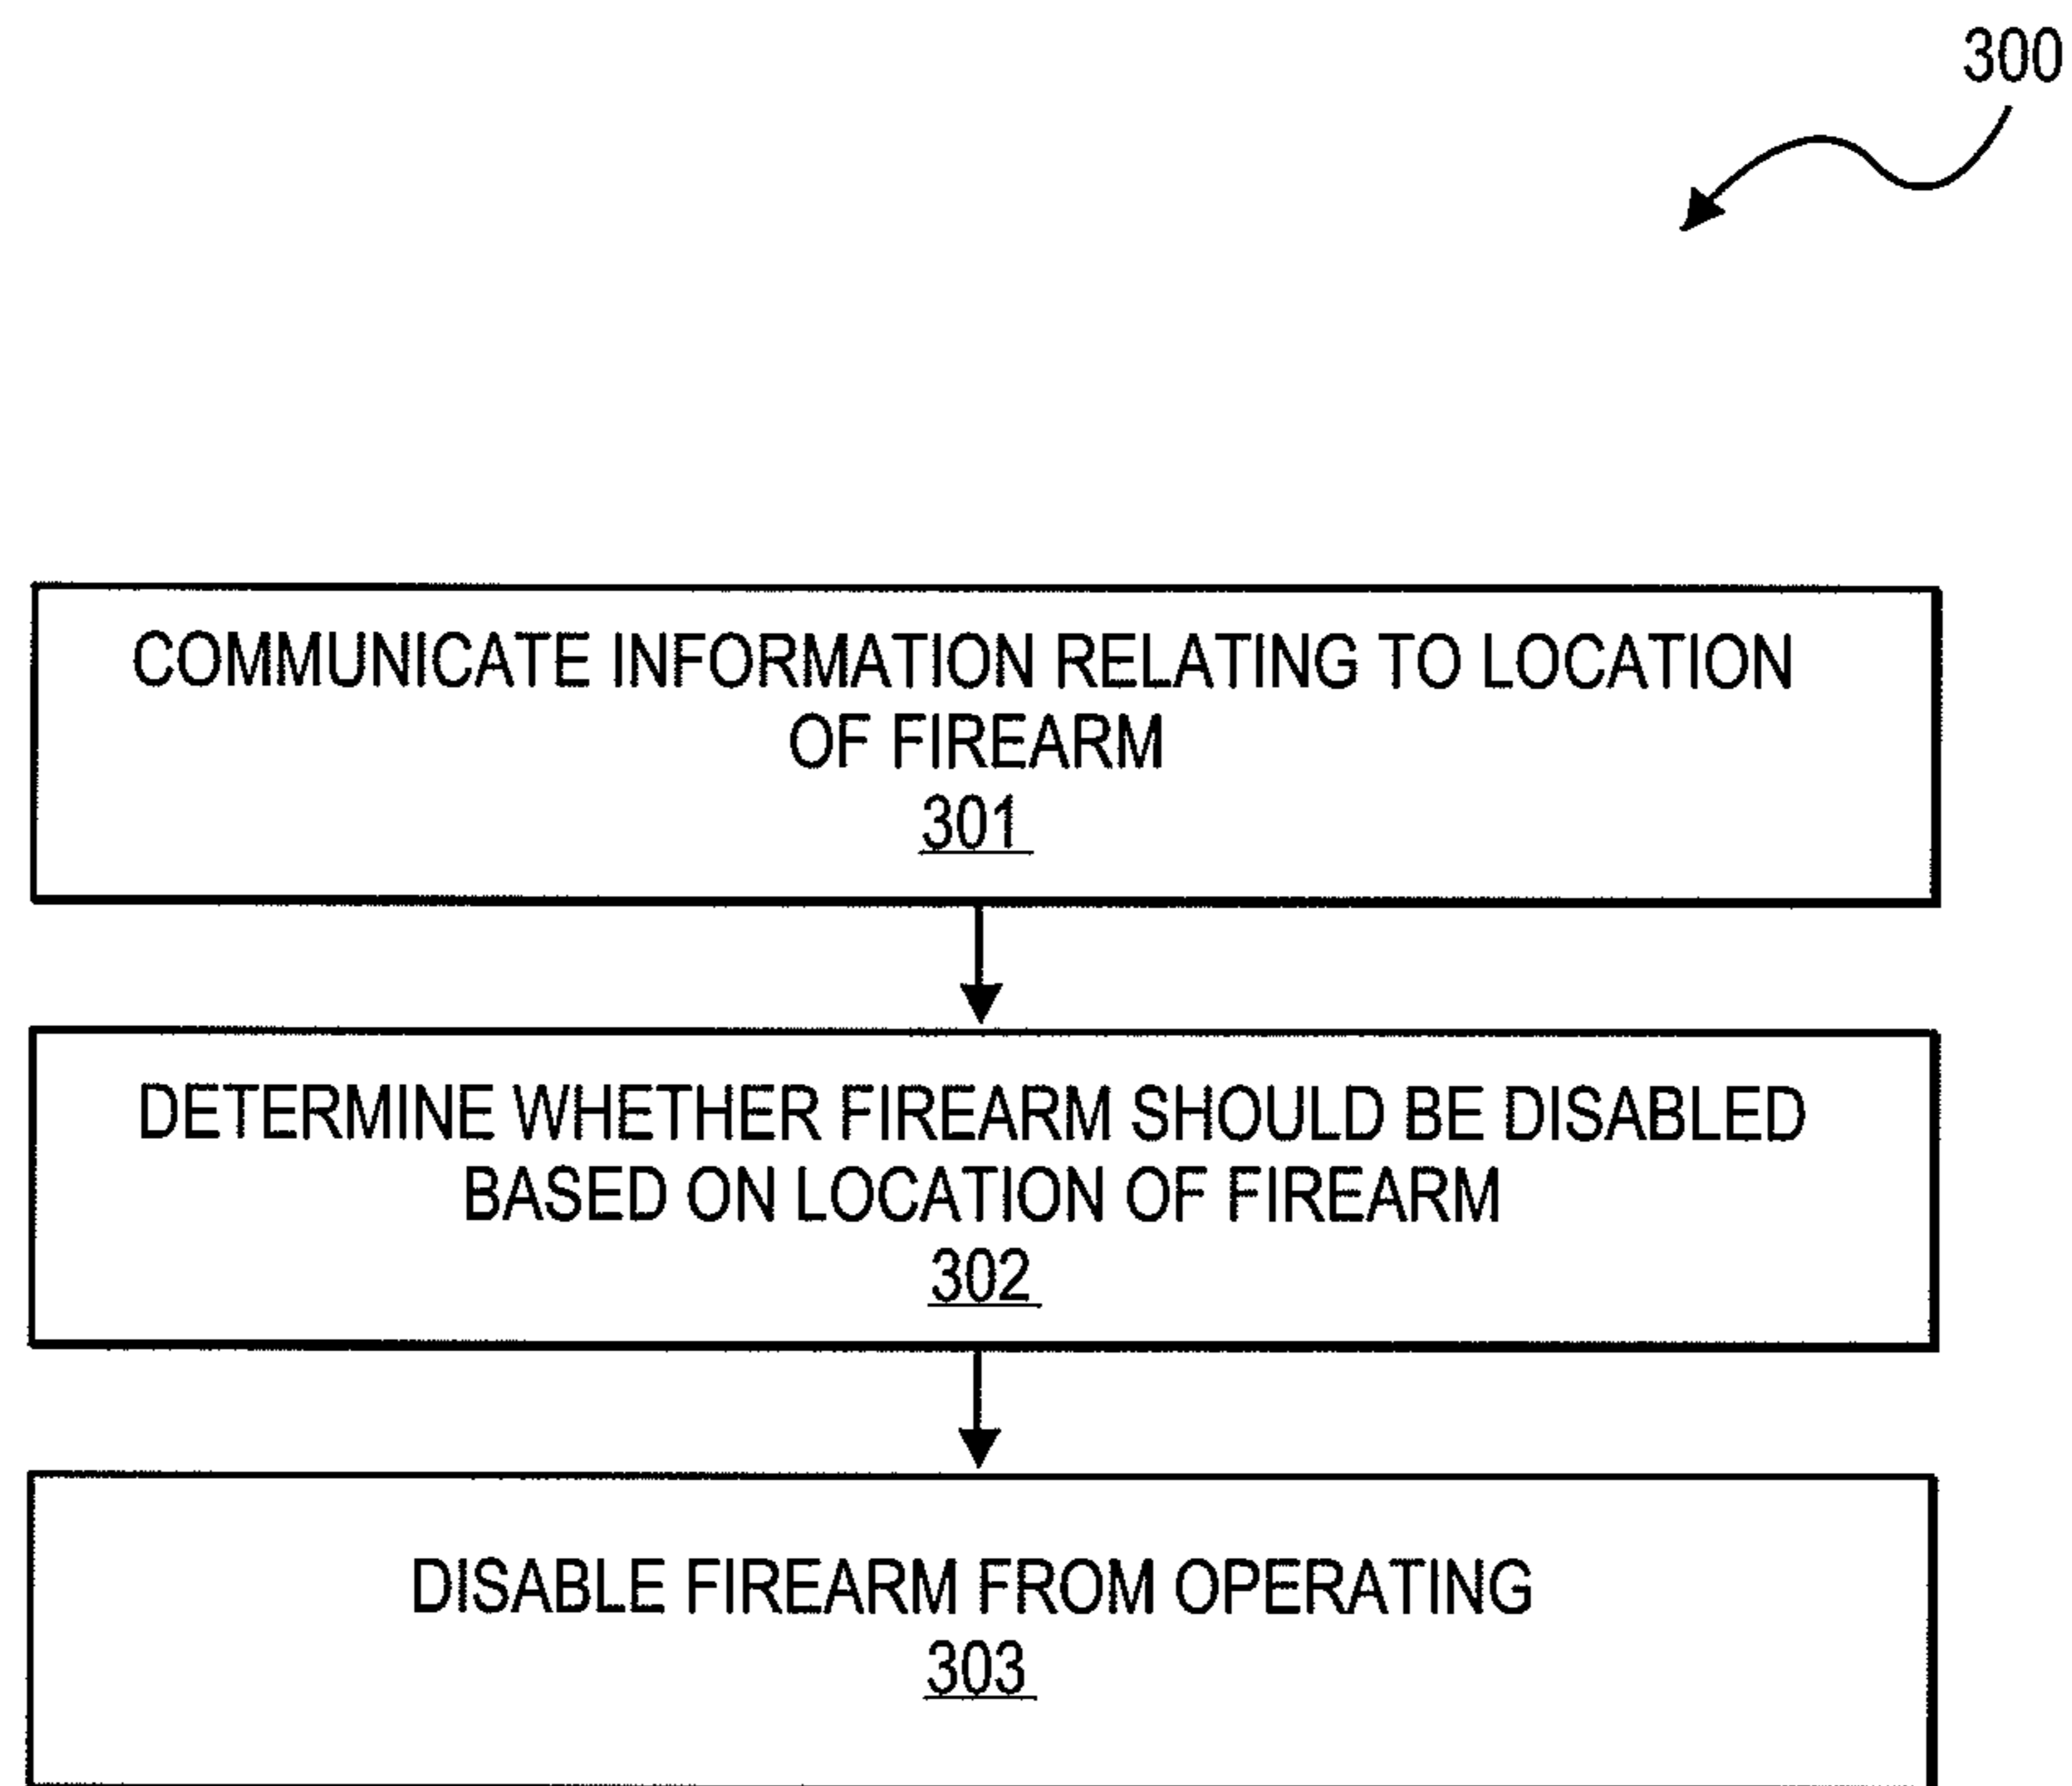 300
COMMUNICATE INFORMATION RELATING TO LOCATION
OF FIREARM
301
DETERMINE WHETHER FIREARM SHOULD BE DISABLED
BASED ON LOCATION OF FIREARM
302
DISABLE FIREARM FROM OPERATING
303